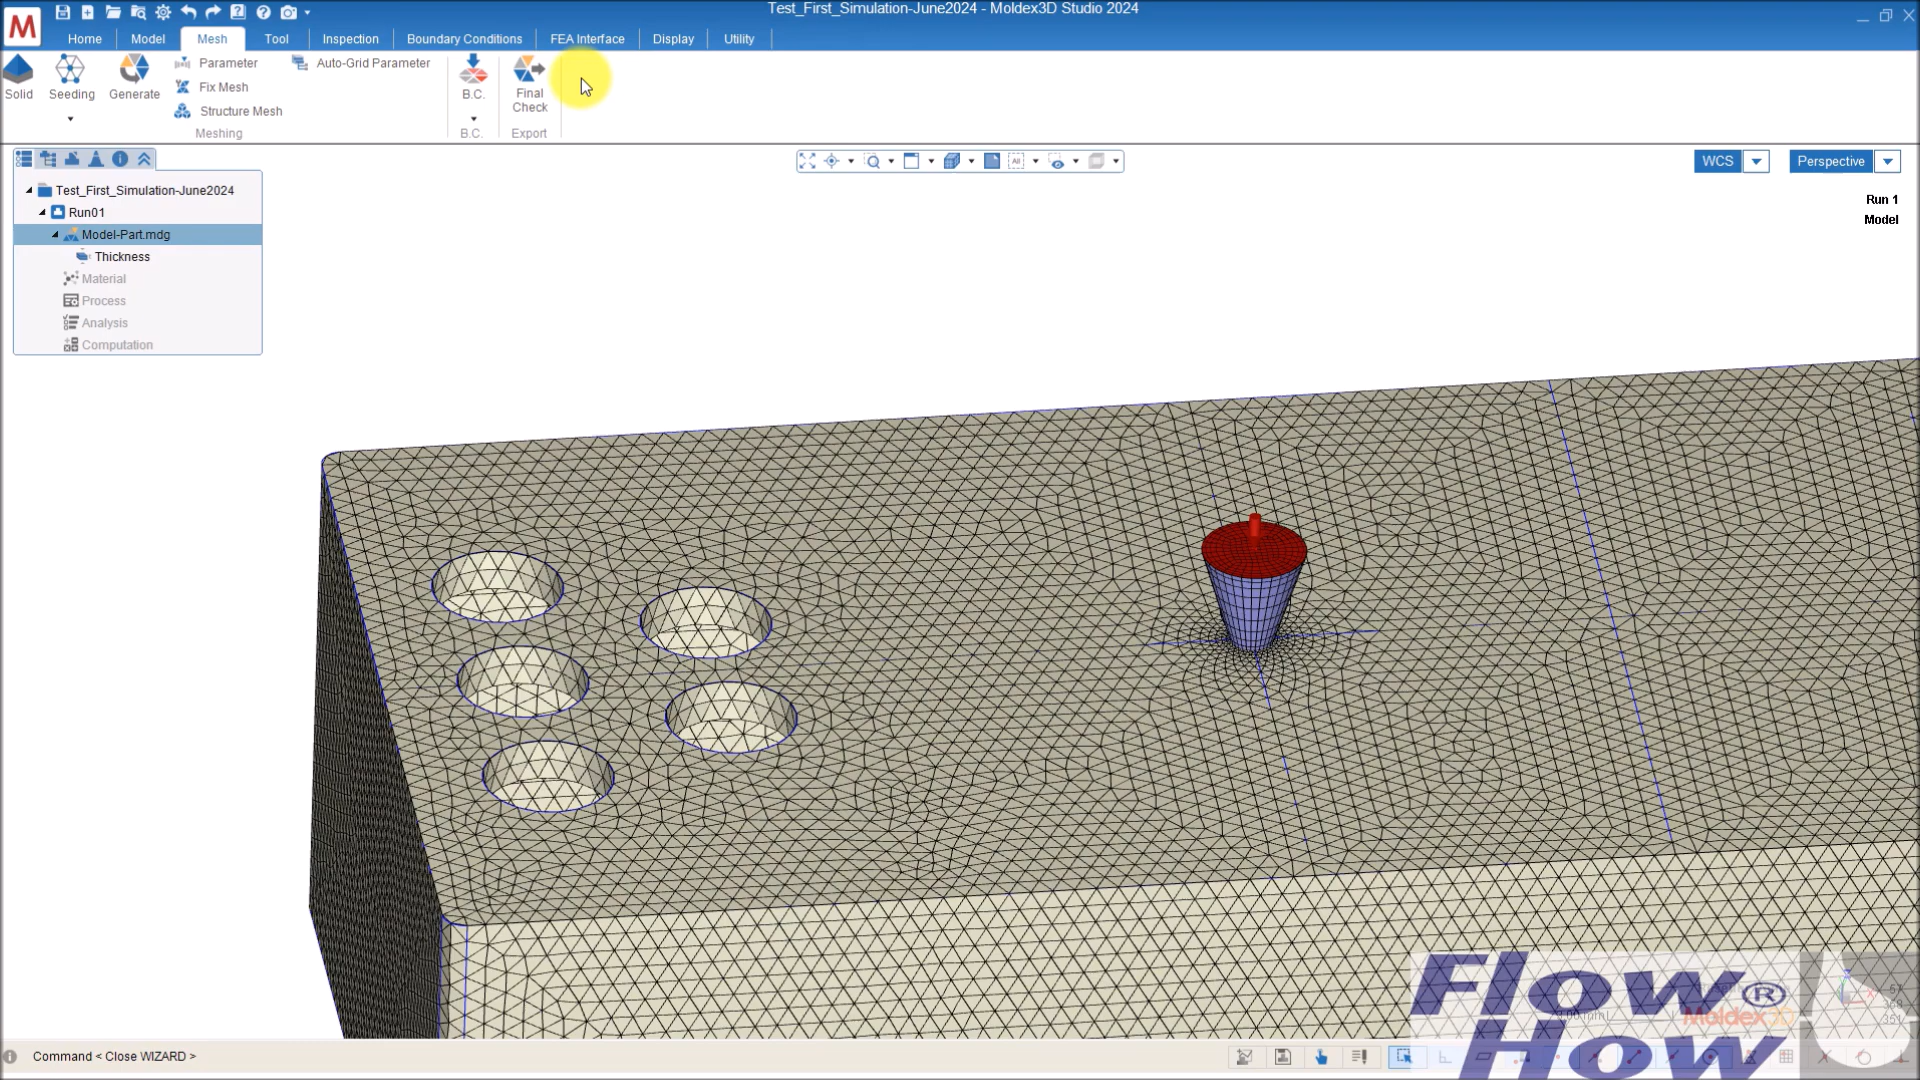 Test_First_Simulation-June2024 - Moldex3D Studio 2024
M
Home Model Mesh Tool Inspection Boundary Conditions FEA Interface Display Utility
Solid
Seeding
Generate
Parameter
Fix Mesh
Structure Mesh
Auto-Grid Parameter
B.C.
Final
Check
Meshing
B.C.
Export
All
WCS
Perspective
Test_First_Simulation-June2024
Run01
Model-Part.mdg
Thickness
Material
Process
Analysis
Computation
Run 1
Model
Flow®
How
Moldex3D
Command < Close WIZARD >